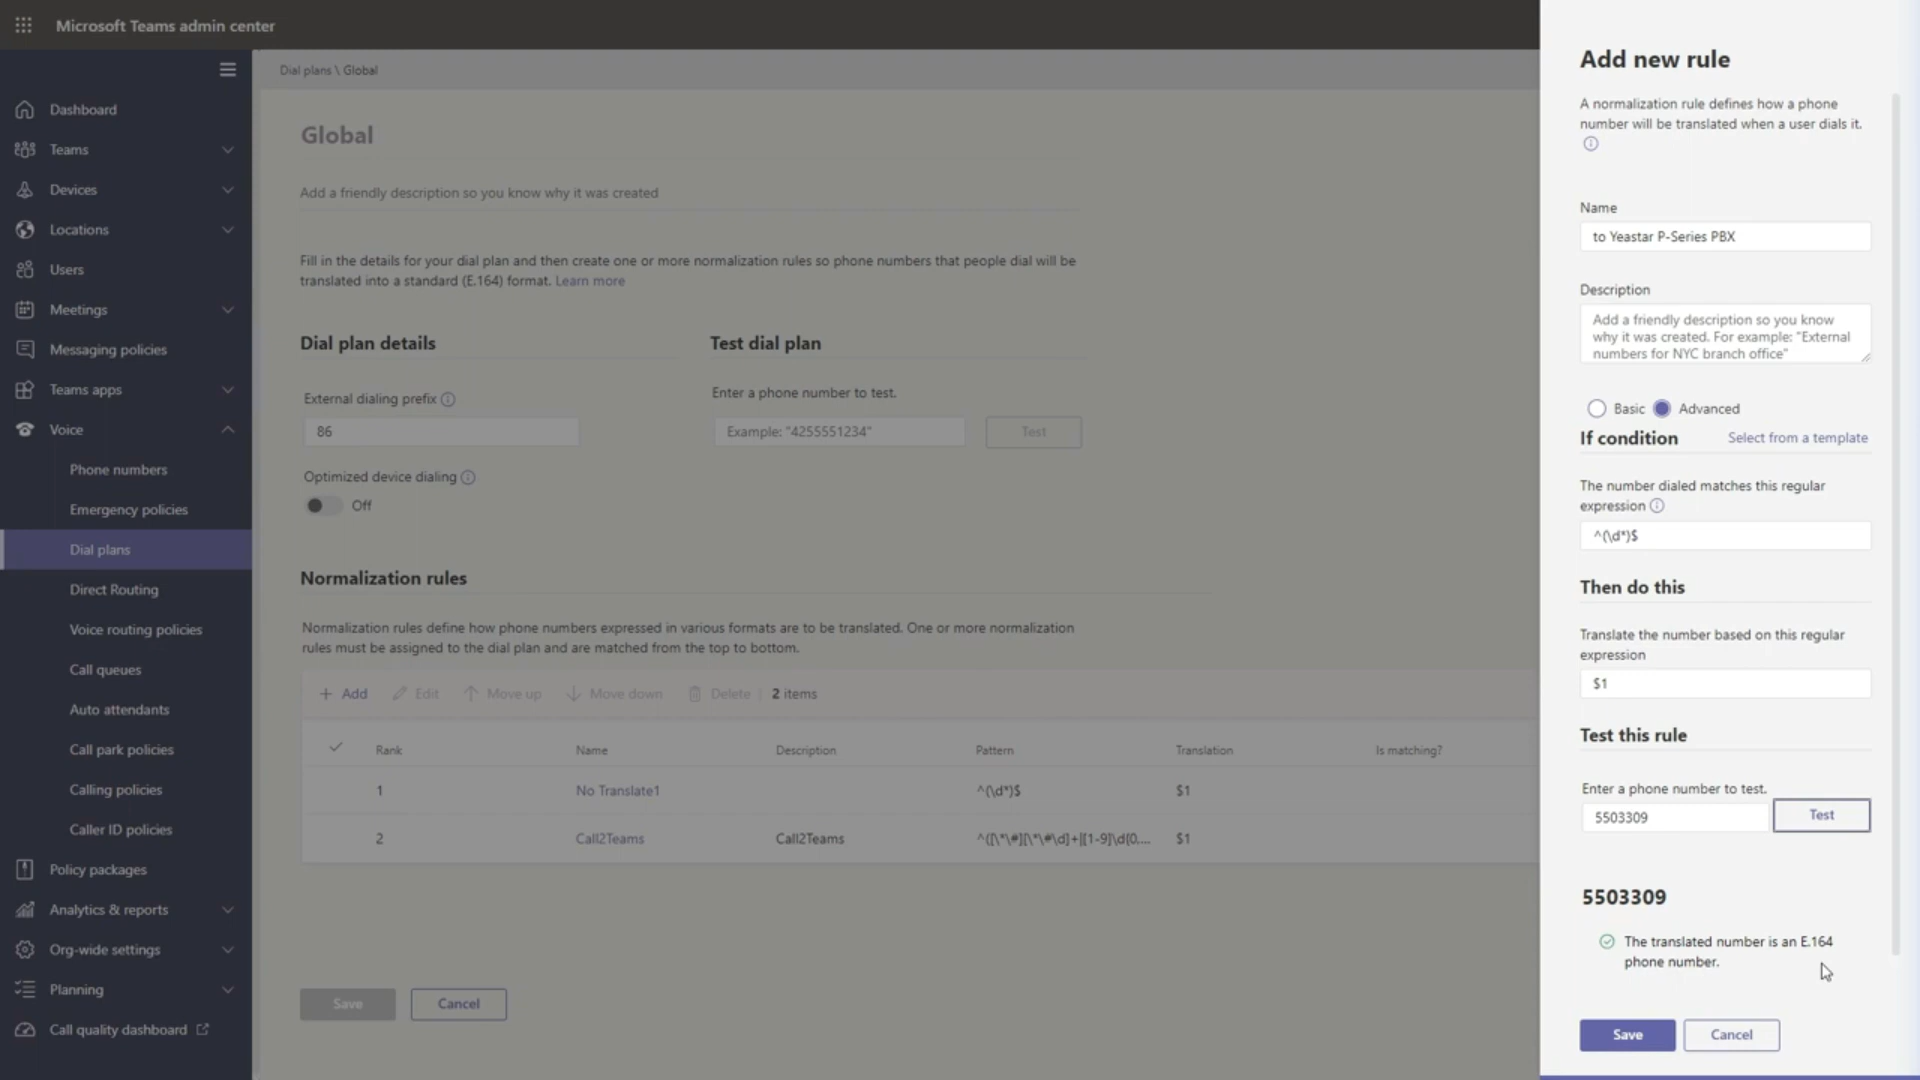 Microsoft Teams admin center
Dashboard
Teams
Devices
Locations
Users
Meetings
Messaging policies
Teams apps
Voice
Phone numbers
Emergency policies
Dial plans
Direct Routing
Voice routing policies
Call queues
Auto attendants
Call park policies
Calling policies
Caller ID policies
Policy packages
Analytics & reports
Org-wide settings
Planning
Call quality dashboard
Dial plans \ Global
Global
Add a friendly description so you know why it was created
Fill in the details for your dial plan and then create one or more normalization rules so phone numbers that people dial will be
translated into a standard (E.164) format. Learn more
Dial plan details
External dialing prefix
86
Optimized device dialing
Off
Test dial plan
Enter a phone number to test.
Example: "4255551234"
Test
Normalization rules
Normalization rules define how phone numbers expressed in various formats are to be translated. One or more normalization
rules must be assigned to the dial plan and are matched from the top to bottom.
Add Edit Move up Move down Delete | 2 items
Rank Name Description Pattern Translation Is matching?
1 No Translate1 ^(\d*)$ $1
2 Call2Teams Call2Teams ^([\*\#][\*\#\d]+|[1-9]\d{0,... $1
Save Cancel
Add new rule
A normalization rule defines how a phone
number will be translated when a user dials it.
Name
to Yeastar P-Series PBX
Description
Add a friendly description so you know
why it was created. For example: "External
numbers for NYC branch office"
Basic Advanced
If condition Select from a template
The number dialed matches this regular
expression
^(\d*)$
Then do this
Translate the number based on this regular
expression
$1
Test this rule
Enter a phone number to test.
5503309 Test
5503309
The translated number is an E.164
phone number.
Save Cancel